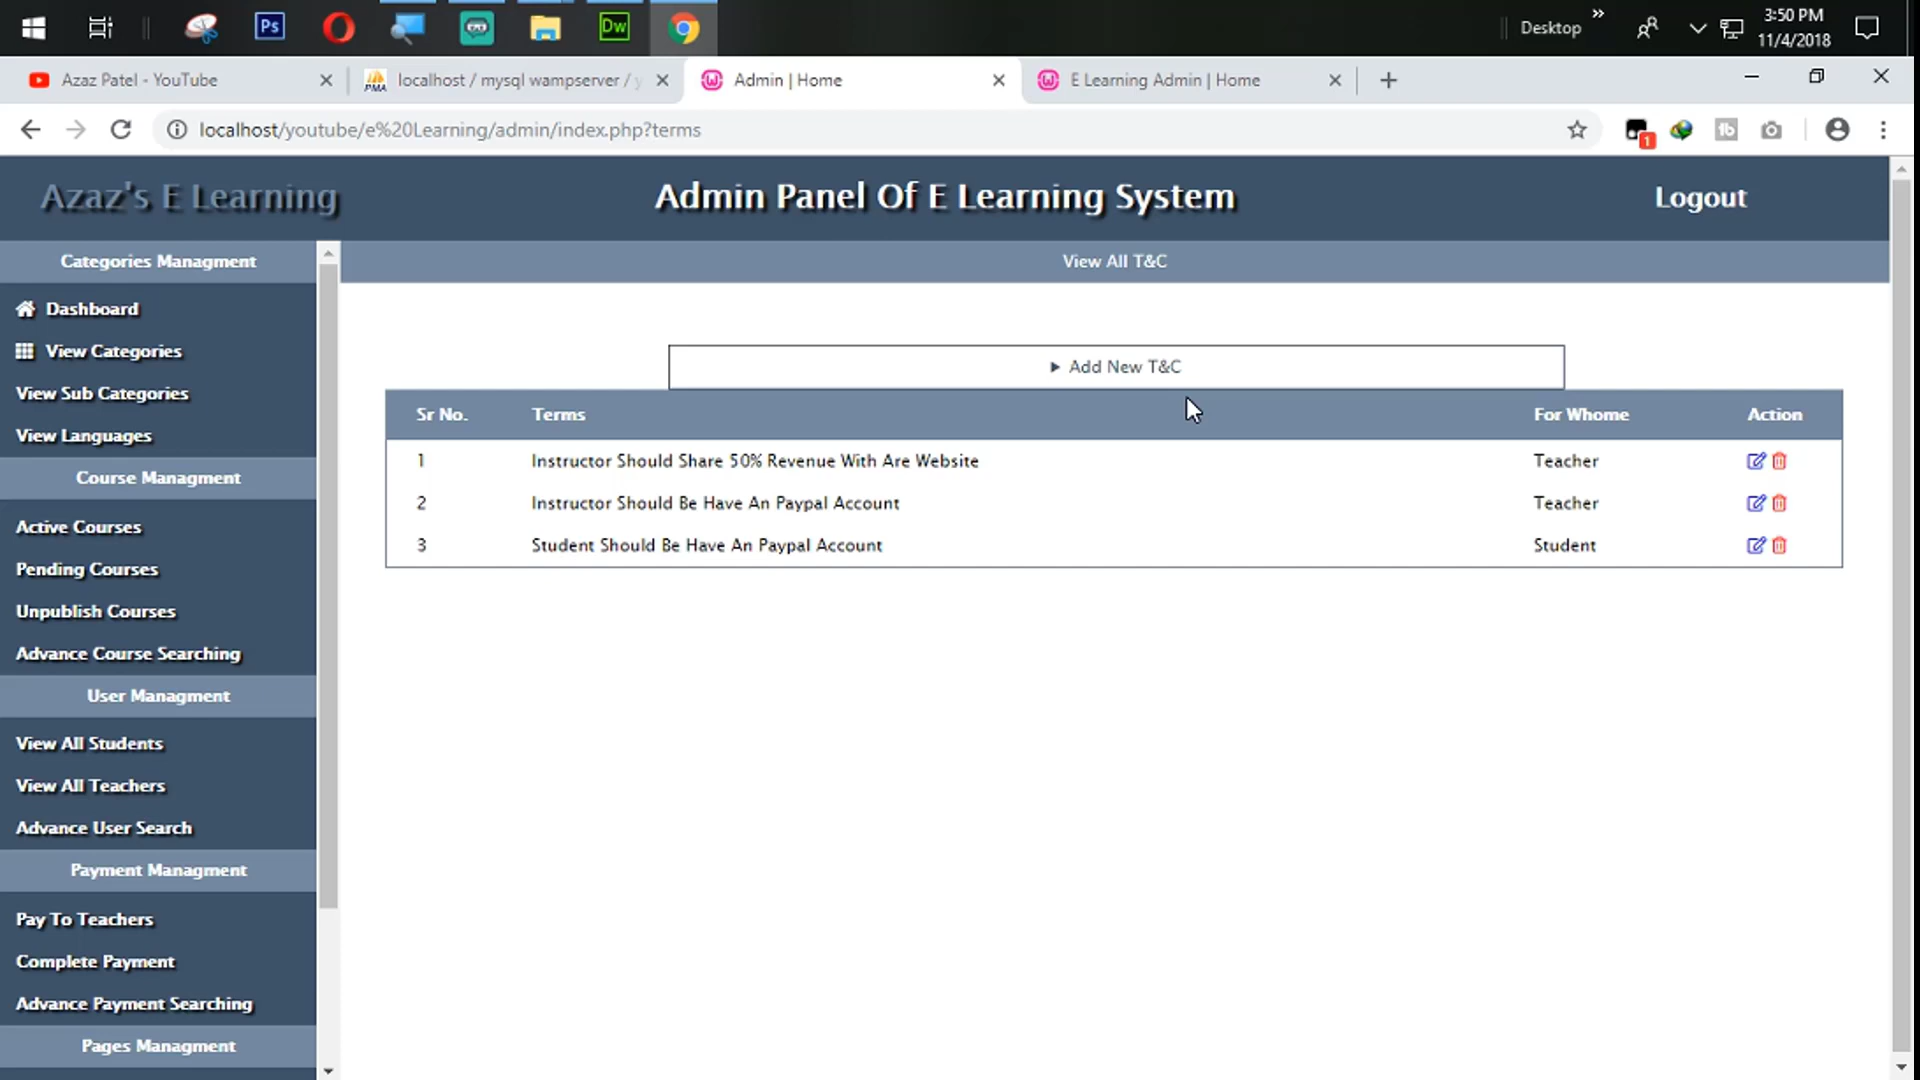 Ps
Dw
Desktop
»
3:50 PM
11/4/2018
Azaz Patel - YouTube
PMA
localhost / mysql wampserver / y
Admin | Home
E Learning Admin | Home
localhost/youtube/e%20Learning/admin/index.php?terms
1
Azaz's E Learning
Admin Panel Of E Learning System
Logout
Categories Managment
Dashboard
View Categories
View Sub Categories
View Languages
Course Managment
Active Courses
Pending Courses
Unpublish Courses
Advance Course Searching
User Managment
View All Students
View All Teachers
Advance User Search
Payment Managment
Pay To Teachers
Complete Payment
Advance Payment Searching
Pages Managment
View All T&C
Add New T&C
Sr No. Terms For Whome Action
1 Instructor Should Share 50% Revenue With Are Website Teacher
2 Instructor Should Be Have An Paypal Account Teacher
3 Student Should Be Have An Paypal Account Student